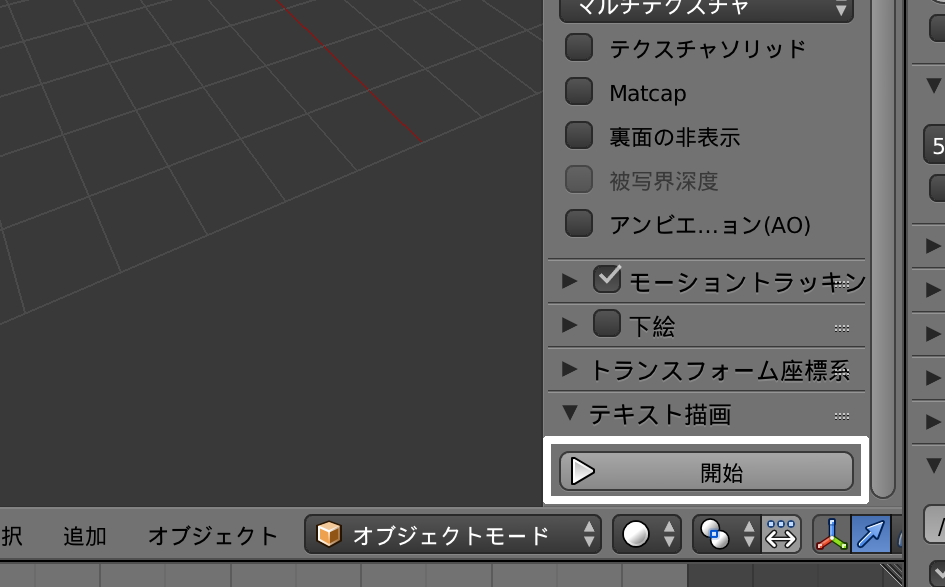 マルチテクスチャ
テクスチャソリッド
Matcap
裏面の非表示
被写界深度
アンビエ...ョン(AO)
モーショントラッキン
下絵
トランスフォーム座標系
テキスト描画
開始
5
択 追加 オブジェクト オブジェクトモード